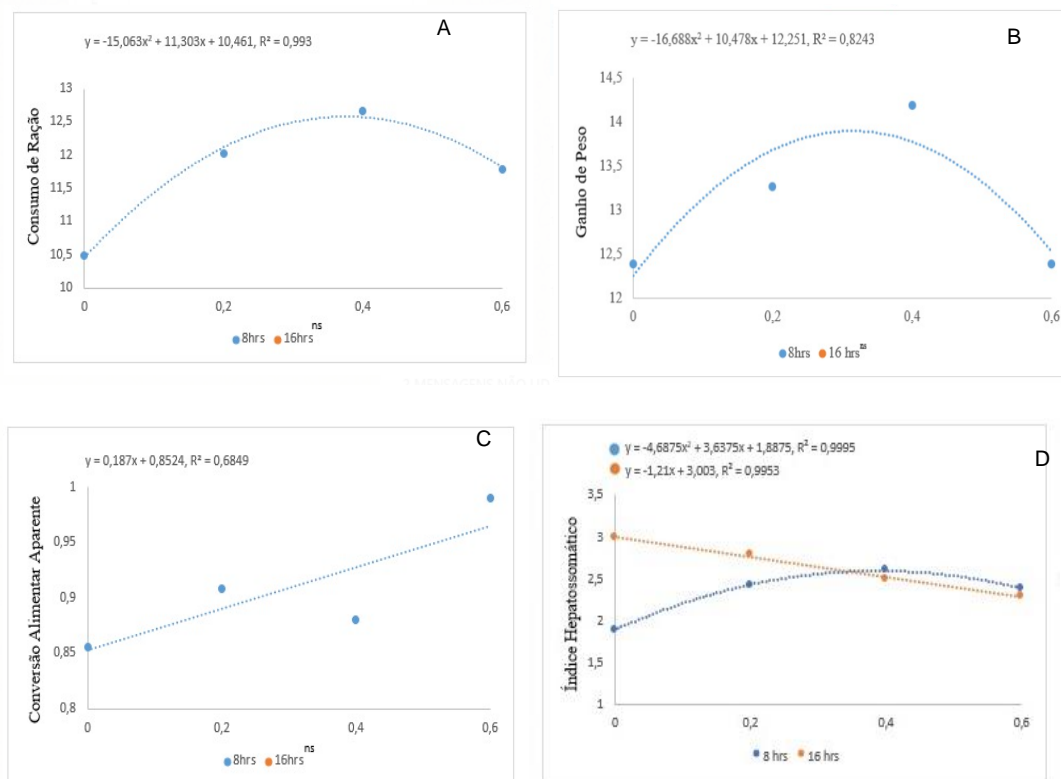 A
y = -15,063x² + 11,303x + 10,461, R² = 0,993
Consumo de Ração
13
12,5
12
11,5
11
10,5
10
0 0,2 0,4 0,6
8hrs 16hrs ns
B
y = -16,688x² + 10,478x + 12,251, R² = 0,8243
Ganho de Peso
14,5
14
13,5
13
12,5
12
0 0,2 0,4 0,6
8hrs 16 hrs ns
C
y = 0,187x + 0,8524, R² = 0,6849
Conversão Alimentar Aparente
1
0,95
0,9
0,85
0,8
0 0,2 0,4 0,6
8hrs 16hrs ns
D
y = -4,6875x² + 3,6375x + 1,8875, R² = 0,9995
y = -1,21x + 3,003, R² = 0,9953
Índice Hepatossomático
3,5
3
2,5
2
1,5
1
0 0,2 0,4 0,6
8 hrs 16 hrs